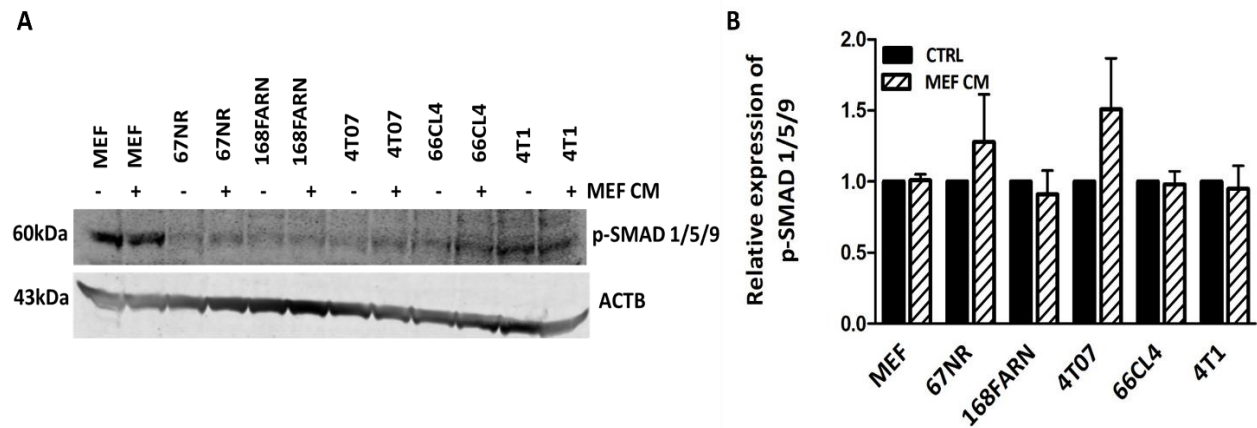 A
MEF MEF 67NR 67NR 168FARN 168FARN 4T07 4T07 66CL4 66CL4 4T1 4T1
- + - + - + - + - + - + MEF CM
60kDa p-SMAD 1/5/9
43kDa ACTB
B
Relative expression of
p-SMAD 1/5/9
2.0
1.5
1.0
0.5
0.0
CTRL
MEF CM
MEF 67NR 168FARN 4T07 66CL4 4T1